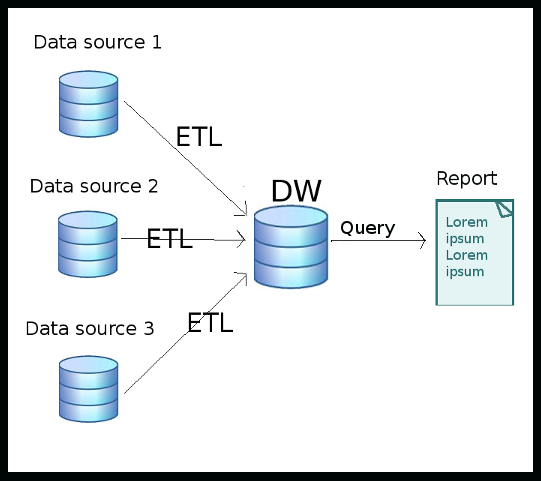 Data source 1
ETL
Data source 2
DW
Report
Query
Lorem
ipsum
Lorem
ipsum
ETL
Data source 3
ETL